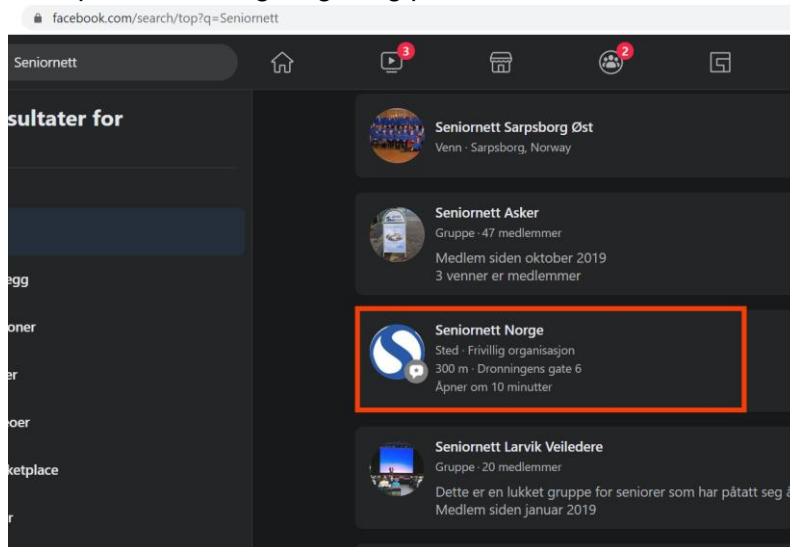 facebook.com/search/top?q=Seniornett
Seniornett
3
2
sultater for
egg
oner
er
oer
ketplace
r
Seniornett Sarpsborg Øst
Venn · Sarpsborg, Norway
Seniornett Asker
Gruppe · 47 medlemmer
Medlem siden oktober 2019
3 venner er medlemmer
Seniornett Norge
Sted · Frivillig organisasjon
300 m · Dronningens gate 6
Åpner om 10 minutter
Seniornett Larvik Veiledere
Gruppe · 20 medlemmer
Dette er en lukket gruppe for seniorer som har påtatt seg
Medlem siden januar 2019